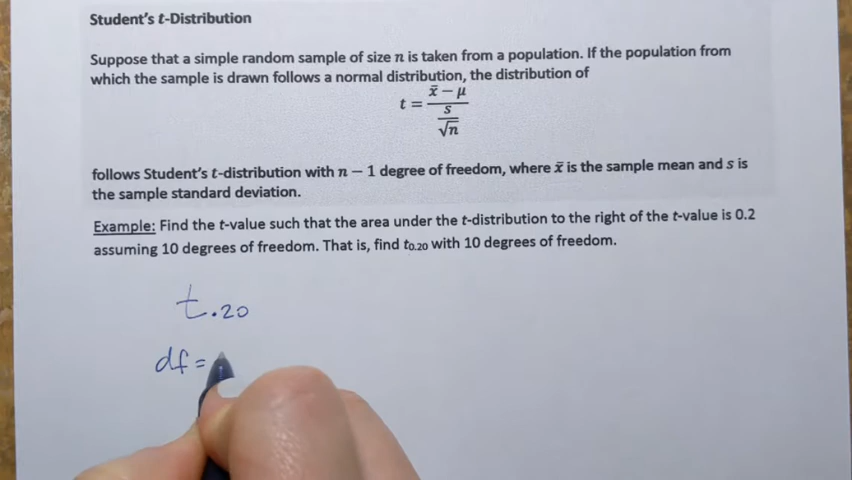 Student's t-Distribution
Suppose that a simple random sample of size n is taken from a population. If the population from
which the sample is drawn follows a normal distribution, the distribution of
t = (x̄ − μ) / (s / √n)
follows Student's t-distribution with n − 1 degree of freedom, where x̄ is the sample mean and s is
the sample standard deviation.
Example: Find the t-value such that the area under the t-distribution to the right of the t-value is 0.2
assuming 10 degrees of freedom. That is, find t₀.₂₀ with 10 degrees of freedom.
t.20
df =